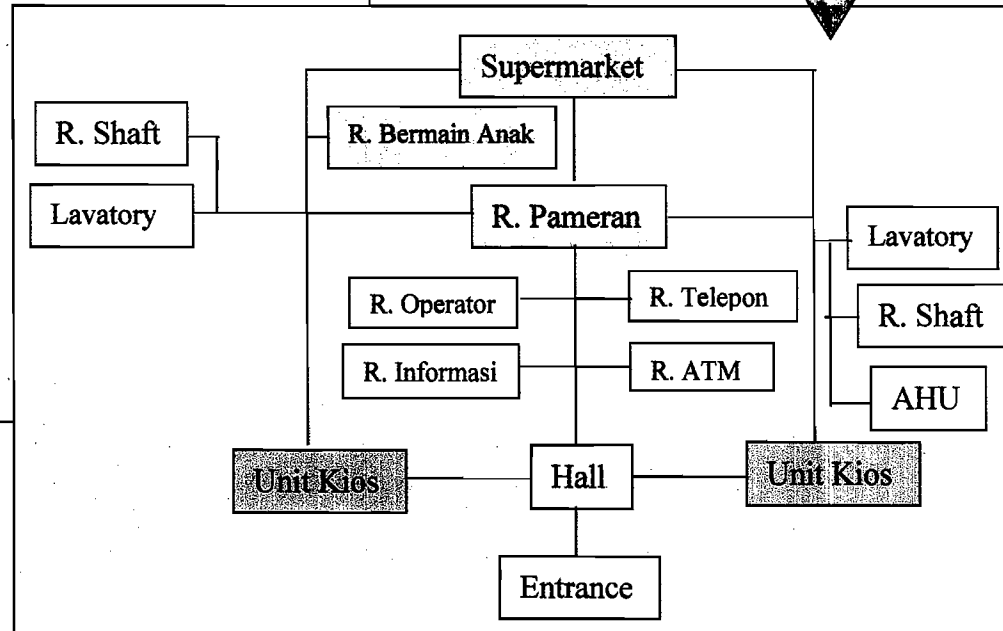 Supermarket
R. Shaft
R. Bermain Anak
Lavatory
R. Pameran
Lavatory
R. Operator
R. Telepon
R. Shaft
R. Informasi
R. ATM
AHU
Unit Kios
Hall
Unit Kios
Entrance